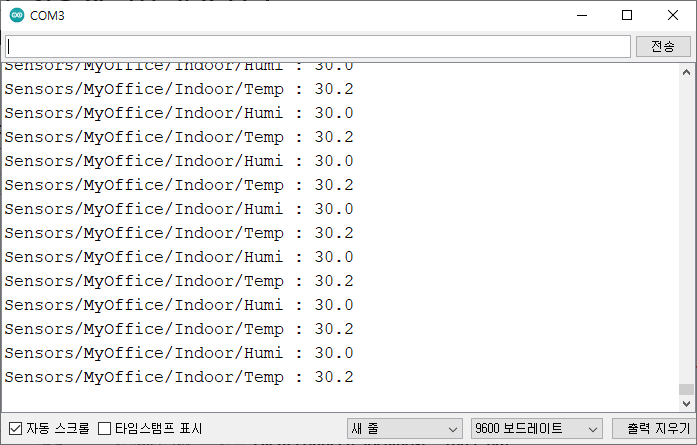 COM3
전송
Sensors/MyOffice/Indoor/Humi : 30.0
Sensors/MyOffice/Indoor/Temp : 30.2
Sensors/MyOffice/Indoor/Humi : 30.0
Sensors/MyOffice/Indoor/Temp : 30.2
Sensors/MyOffice/Indoor/Humi : 30.0
Sensors/MyOffice/Indoor/Temp : 30.2
Sensors/MyOffice/Indoor/Humi : 30.0
Sensors/MyOffice/Indoor/Temp : 30.2
Sensors/MyOffice/Indoor/Humi : 30.0
Sensors/MyOffice/Indoor/Temp : 30.2
Sensors/MyOffice/Indoor/Humi : 30.0
Sensors/MyOffice/Indoor/Temp : 30.2
Sensors/MyOffice/Indoor/Humi : 30.0
Sensors/MyOffice/Indoor/Temp : 30.2
자동 스크롤 타임스탬프 표시 새 줄 9600 보드레이트 출력 지우기